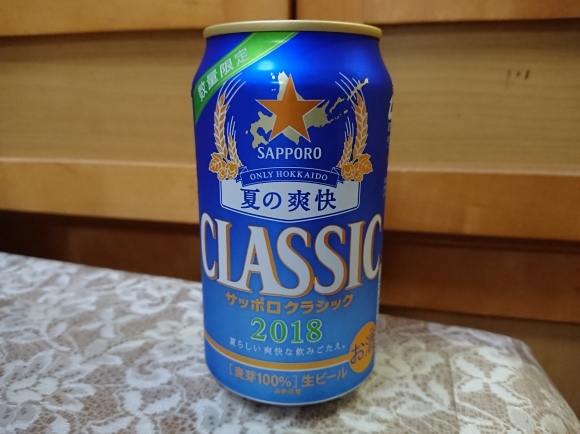 数量限定
SAPPORO
ONLY HOKKAIDO
夏の爽快
CLASSIC
サッポロクラシック
2018
夏らしい爽快な飲みごたえ。
お酒
[麦芽100%]生ビール